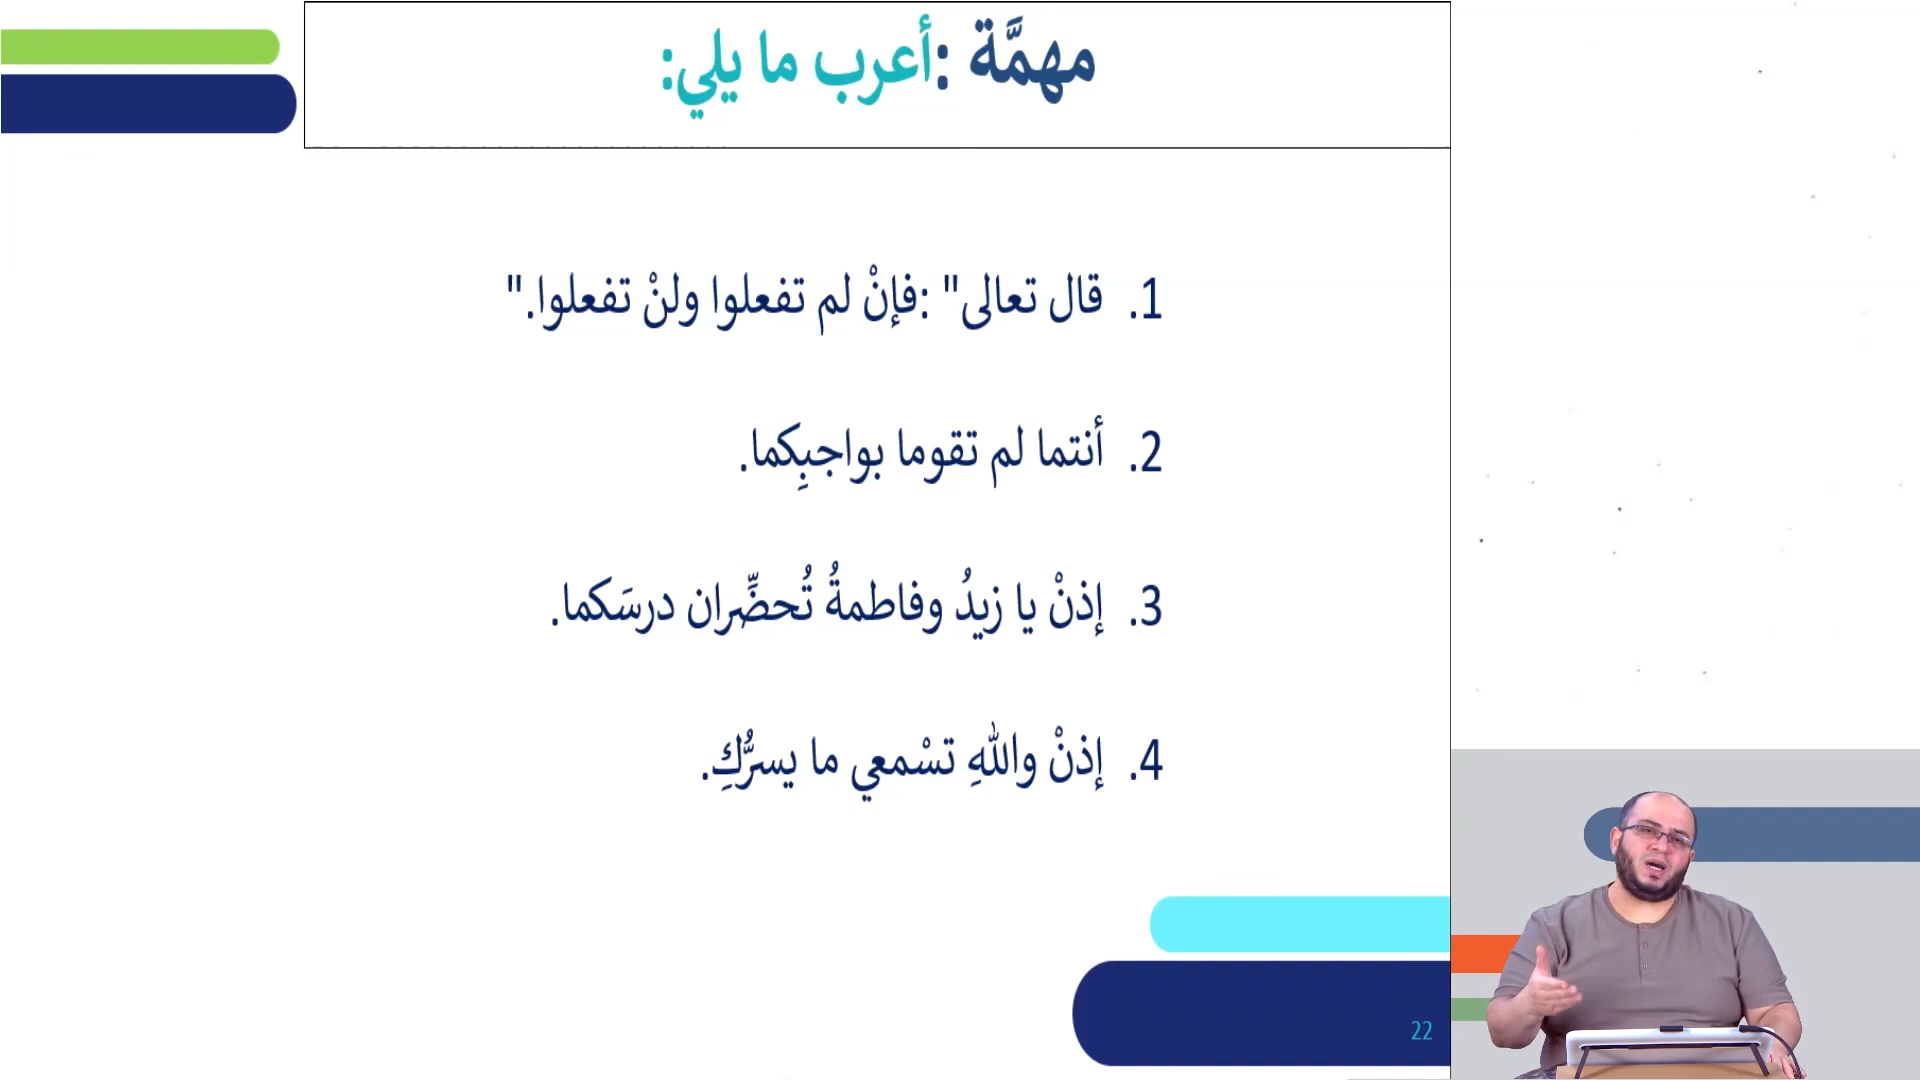 مهمَّة :أعرب ما يلي:
1. قال تعالى" :فإنْ لم تفعلوا ولنْ تفعلوا."
2. أنتما لم تقوما بواجبِكما.
3. إذنْ يا زيدُ وفاطمةُ تُحضِّران درسَكما.
4. إذنْ واللهِ تسْمعي ما يسرُّكِ.
22